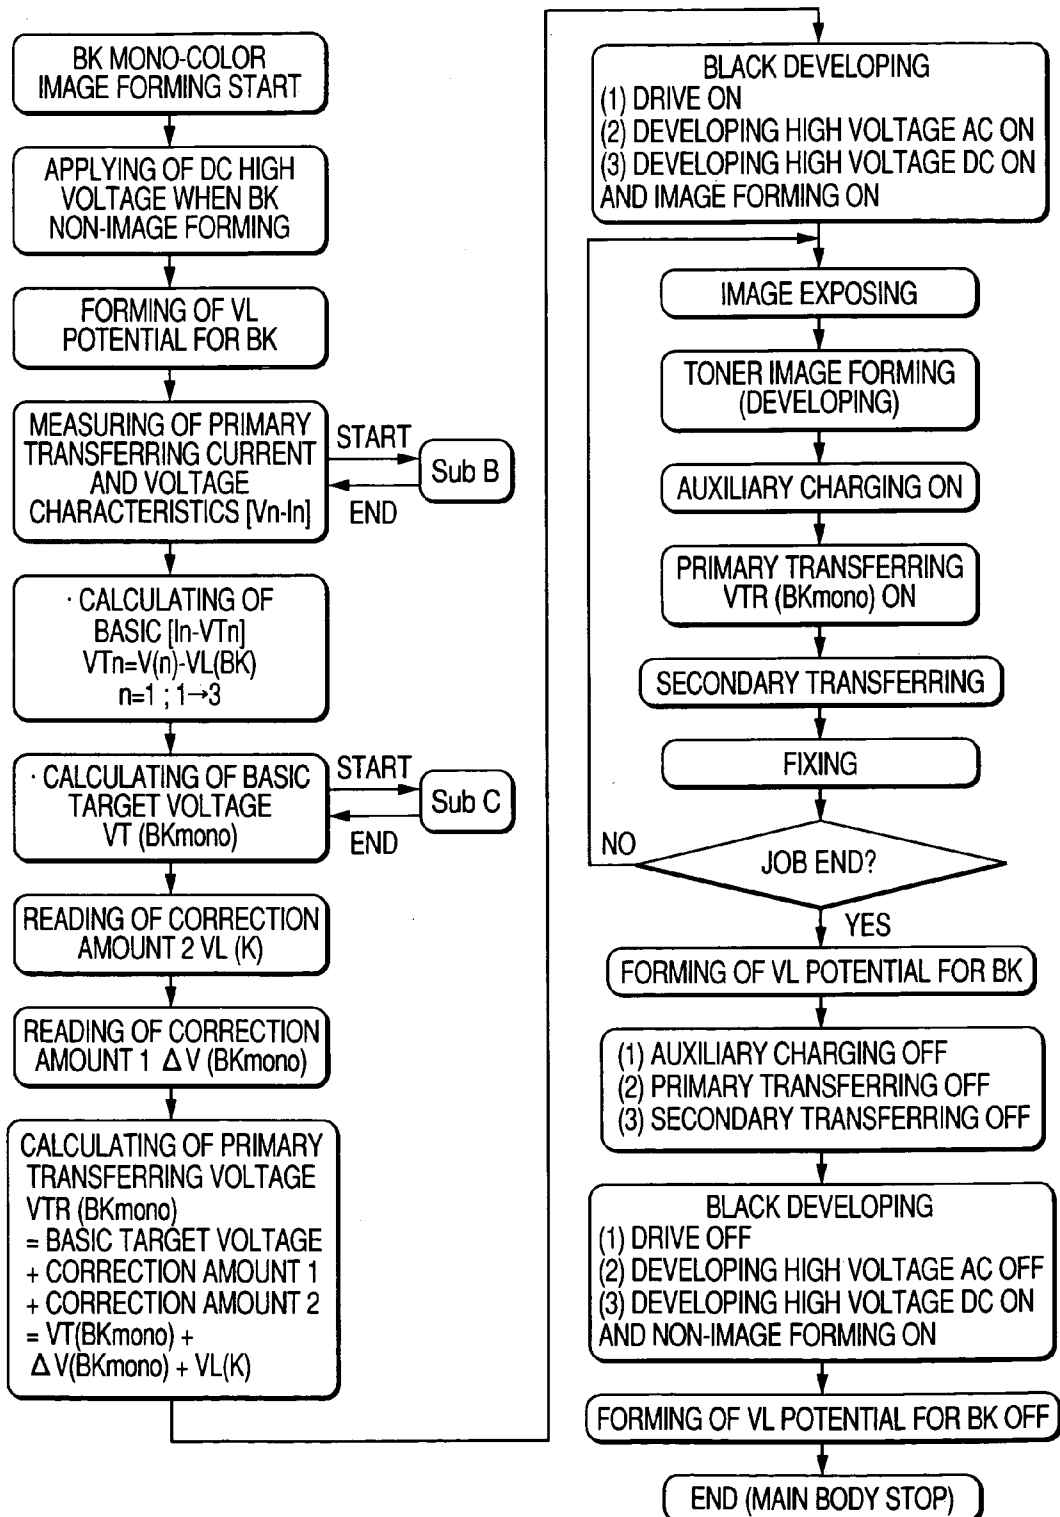 BK MONO-COLOR
IMAGE FORMING START
APPLYING OF DC HIGH
VOLTAGE WHEN BK
NON-IMAGE FORMING
FORMING OF VL
POTENTIAL FOR BK
MEASURING OF PRIMARY
TRANSFERRING CURRENT
AND VOLTAGE
CHARACTERISTICS [Vn-In]
START
Sub B
END
· CALCULATING OF
BASIC [In-VTn]
VTn=V(n)-VL(BK)
n=1 ; 1→3
· CALCULATING OF BASIC
TARGET VOLTAGE
VT (BKmono)
START
Sub C
END
READING OF CORRECTION
AMOUNT 2 VL (K)
READING OF CORRECTION
AMOUNT 1 ΔV (BKmono)
CALCULATING OF PRIMARY
TRANSFERRING VOLTAGE
VTR (BKmono)
= BASIC TARGET VOLTAGE
+ CORRECTION AMOUNT 1
+ CORRECTION AMOUNT 2
= VT(BKmono) +
ΔV(BKmono) + VL(K)
BLACK DEVELOPING
(1) DRIVE ON
(2) DEVELOPING HIGH VOLTAGE AC ON
(3) DEVELOPING HIGH VOLTAGE DC ON
AND IMAGE FORMING ON
IMAGE EXPOSING
TONER IMAGE FORMING
(DEVELOPING)
AUXILIARY CHARGING ON
PRIMARY TRANSFERRING
VTR (BKmono) ON
SECONDARY TRANSFERRING
FIXING
NO
JOB END?
YES
FORMING OF VL POTENTIAL FOR BK
(1) AUXILIARY CHARGING OFF
(2) PRIMARY TRANSFERRING OFF
(3) SECONDARY TRANSFERRING OFF
BLACK DEVELOPING
(1) DRIVE OFF
(2) DEVELOPING HIGH VOLTAGE AC OFF
(3) DEVELOPING HIGH VOLTAGE DC ON
AND NON-IMAGE FORMING ON
FORMING OF VL POTENTIAL FOR BK OFF
END (MAIN BODY STOP)